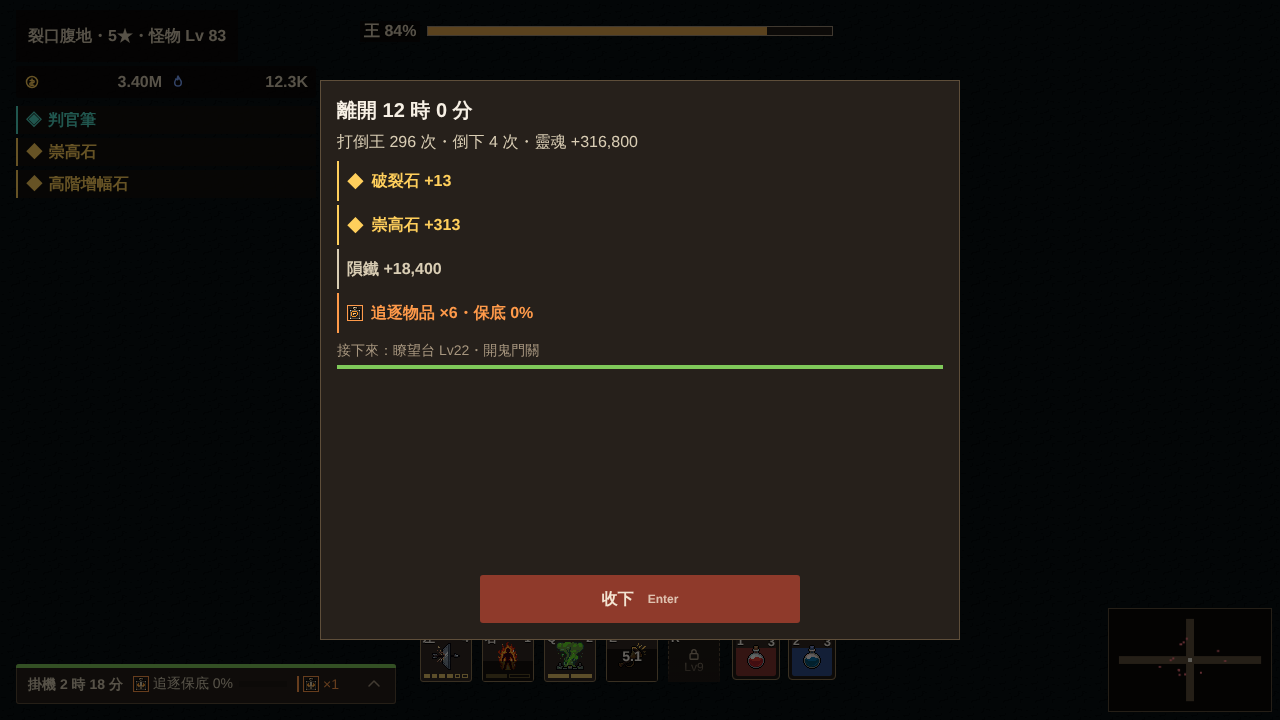 裂口腹地・5★・怪物 Lv 83
王 84%
3.40M 12.3K
判官筆
崇高石
高階增幅石
離開 12 時 0 分
打倒王 296 次・倒下 4 次・靈魂 +316,800
破裂石 +13
崇高石 +313
隕鐵 +18,400
追逐物品 ×6・保底 0%
接下來：瞭望台 Lv22・開鬼門關
收下 Enter
5.1
Lv9
1 3
2 3
掛機 2 時 18 分 追逐保底 0% ×1